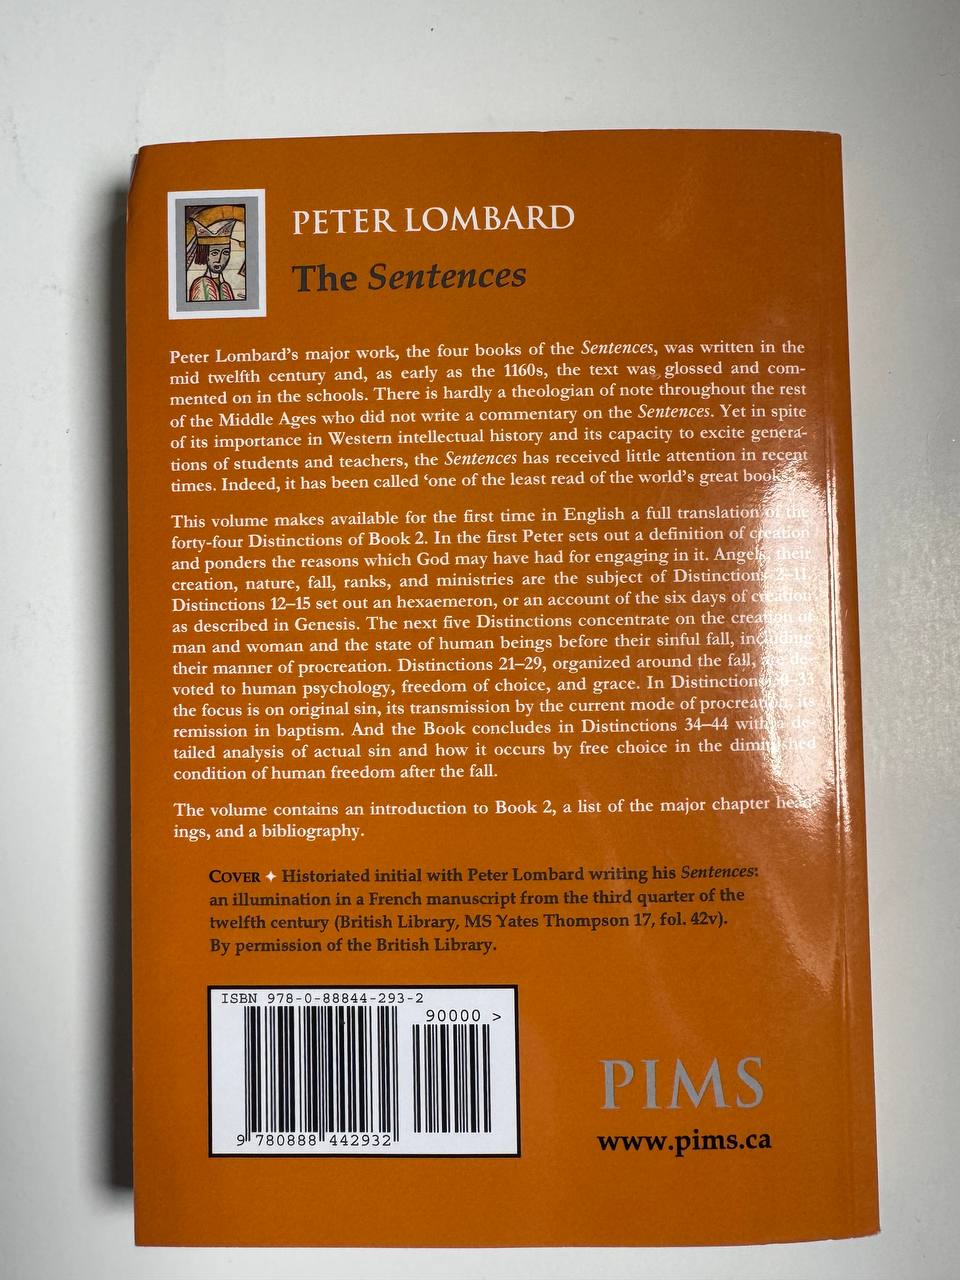 PETER LOMBARD
The Sentences
Peter Lombard's major work, the four books of the Sentences, was written in the
mid twelfth century and, as early as the 1160s, the text was glossed and com-
mented on in the schools. There is hardly a theologian of note throughout the rest
of the Middle Ages who did not write a commentary on the Sentences. Yet in spite
of its importance in Western intellectual history and its capacity to excite genera-
tions of students and teachers, the Sentences has received little attention in recent
times. Indeed, it has been called ‘one of the least read of the world's great books.’
This volume makes available for the first time in English a full translation of the
forty-four Distinctions of Book 2. In the first Peter sets out a definition of creation
and ponders the reasons which God may have had for engaging in it. Angels, their
creation, nature, fall, ranks, and ministries are the subject of Distinctions 2–11.
Distinctions 12–15 set out an hexaemeron, or an account of the six days of creation
as described in Genesis. The next five Distinctions concentrate on the creation of
man and woman and the state of human beings before their sinful fall, including
their manner of procreation. Distinctions 21–29, organized around the fall, are de-
voted to human psychology, freedom of choice, and grace. In Distinctions 30–33
the focus is on original sin, its transmission by the current mode of procreation, its
remission in baptism. And the Book concludes in Distinctions 34–44 with a de-
tailed analysis of actual sin and how it occurs by free choice in the diminished
condition of human freedom after the fall.
The volume contains an introduction to Book 2, a list of the major chapter head-
ings, and a bibliography.
COVER ✦ Historiated initial with Peter Lombard writing his Sentences:
an illumination in a French manuscript from the third quarter of the
twelfth century (British Library, MS Yates Thompson 17, fol. 42v).
By permission of the British Library.
ISBN 978-0-88844-293-2
90000 >
9 780888 442932
PIMS
www.pims.ca